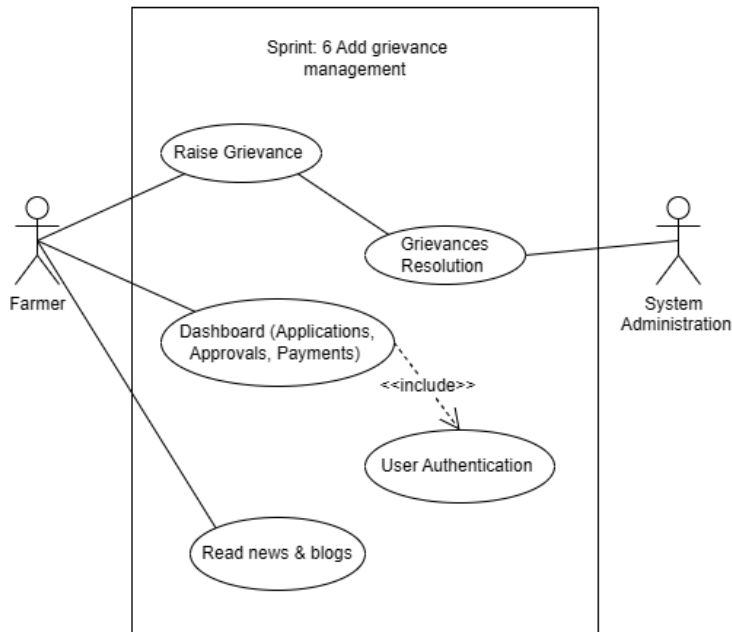 Sprint: 6 Add grievance
management
Raise Grievance
Grievances
Resolution
Farmer
System
Administration
Dashboard (Applications,
Approvals, Payments)
<<include>>
User Authentication
Read news & blogs